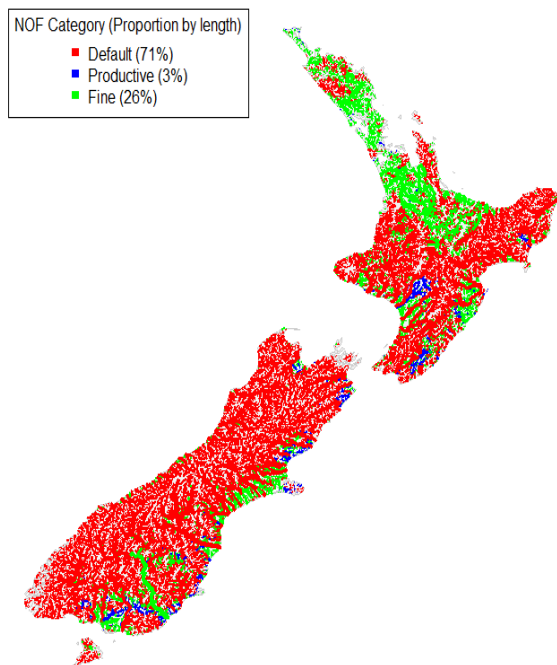 NOF Category (Proportion by length)
Default (71%)
Productive (3%)
Fine (26%)